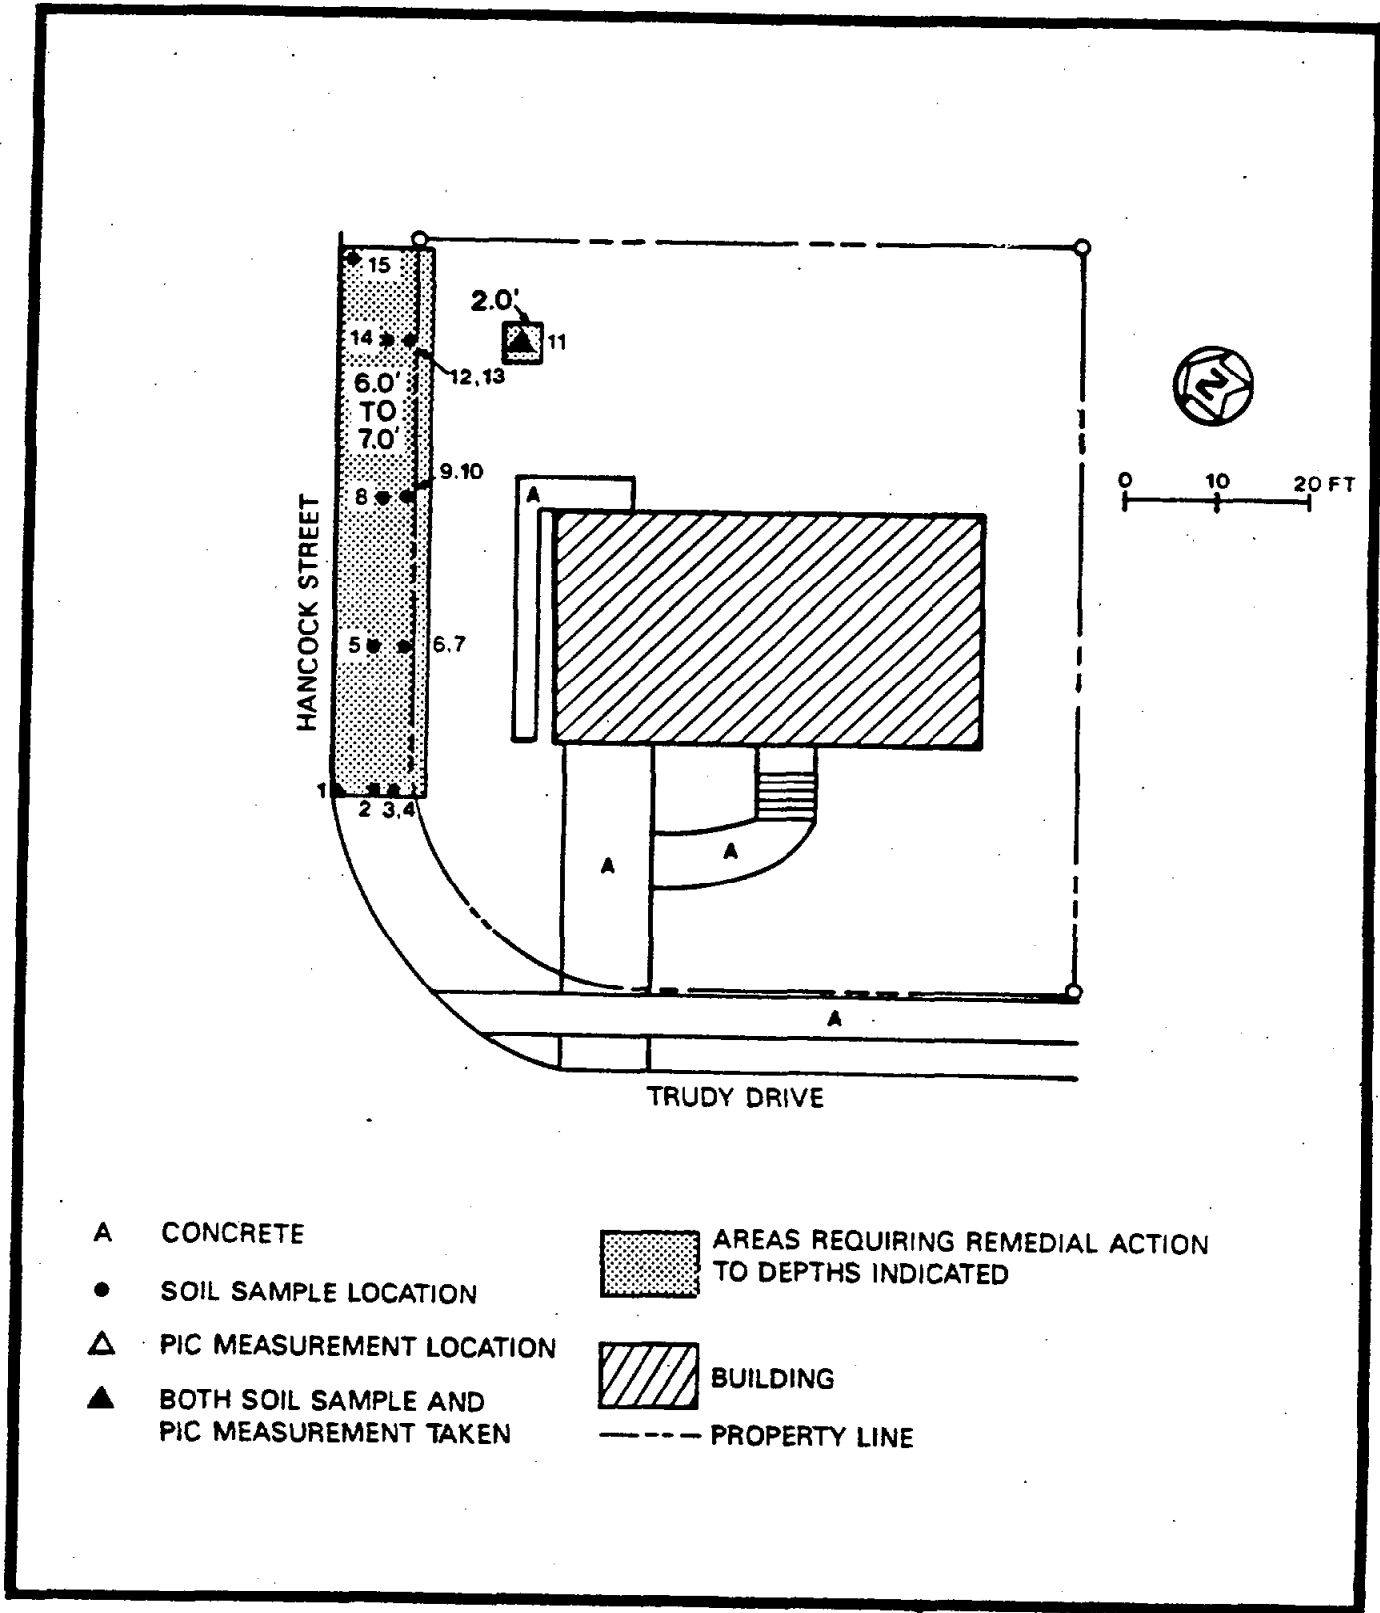 15
2.0'
14
11
12,13
6.0'
TO
7.0'
N
9.10
0 10 20 FT
8
A
HANCOCK STREET
5
6.7
1
2 3,4
A
A
A
TRUDY DRIVE
A CONCRETE
SOIL SAMPLE LOCATION
PIC MEASUREMENT LOCATION
BOTH SOIL SAMPLE AND
PIC MEASUREMENT TAKEN
AREAS REQUIRING REMEDIAL ACTION
TO DEPTHS INDICATED
BUILDING
PROPERTY LINE